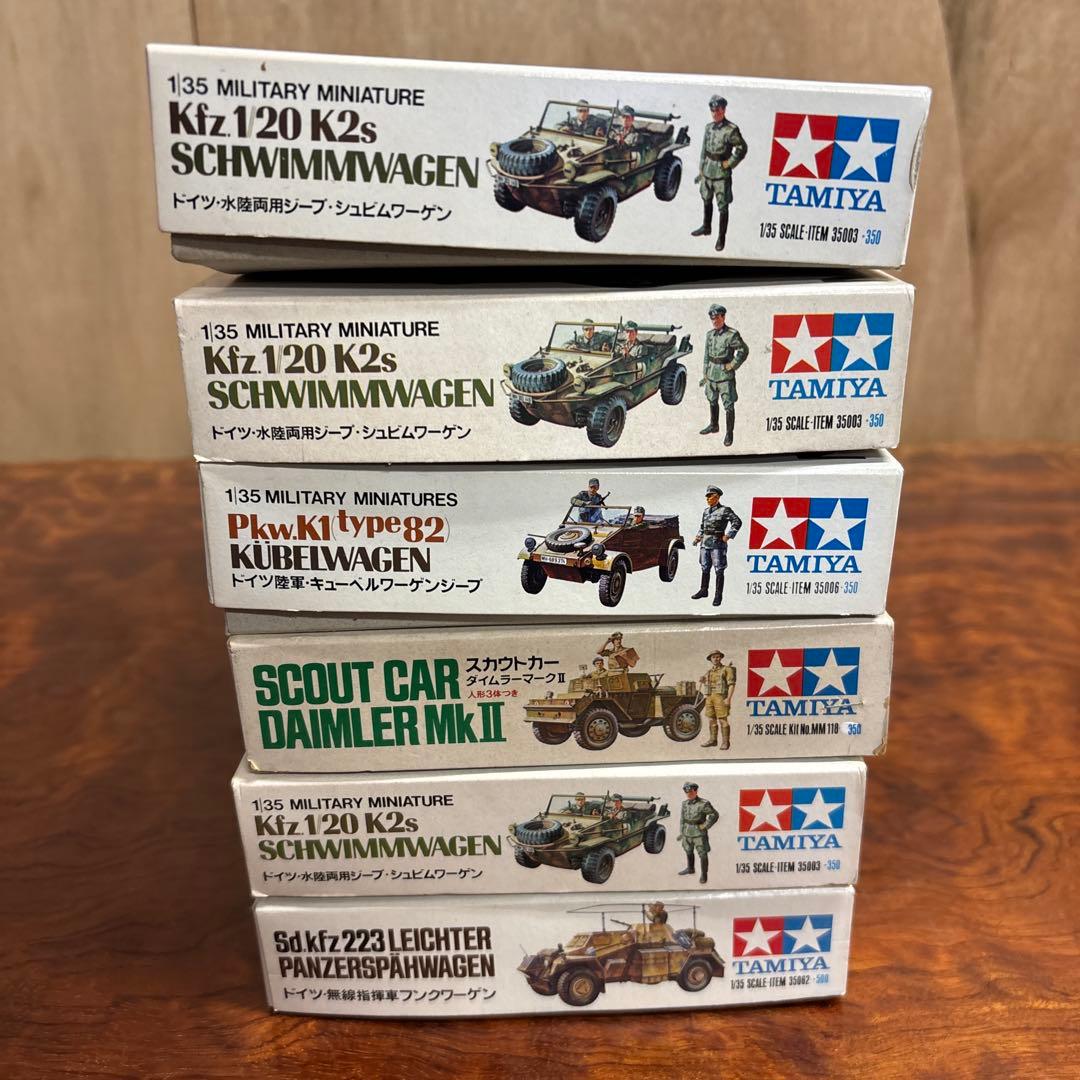 1/35 MILITARY MINIATURE
Kfz.1/20 K2s
SCHWIMMWAGEN
ドイツ・水陸両用ジープ・シュビムワーゲン
TAMIYA
1/35 SCALE·ITEM 35003 ·350
1/35 MILITARY MINIATURE
Kfz.1/20 K2s
SCHWIMMWAGEN
ドイツ・水陸両用ジープ・シュビムワーゲン
TAMIYA
1/35 SCALE·ITEM 35003 ·350
1/35 MILITARY MINIATURES
Pkw.K1(type82)
KÜBELWAGEN
ドイツ陸軍・キューベルワーゲンジープ
TAMIYA
1/35 SCALE·ITEM 35006·350
SCOUT CAR
DAIMLER MkII
スカウトカー
ダイムラーマークII
人形3体つき
TAMIYA
1/35 SCALE Kit No.MM 118 350
1/35 MILITARY MINIATURE
Kfz.1/20 K2s
SCHWIMMWAGEN
ドイツ・水陸両用ジープ・シュビムワーゲン
TAMIYA
1/35 SCALE·ITEM 35003 ·350
Sd.kfz 223 LEICHTER
PANZERSPÄHWAGEN
ドイツ・無線指揮車フンクワーゲン
TAMIYA
1/35 SCALE·ITEM 35062 ·500